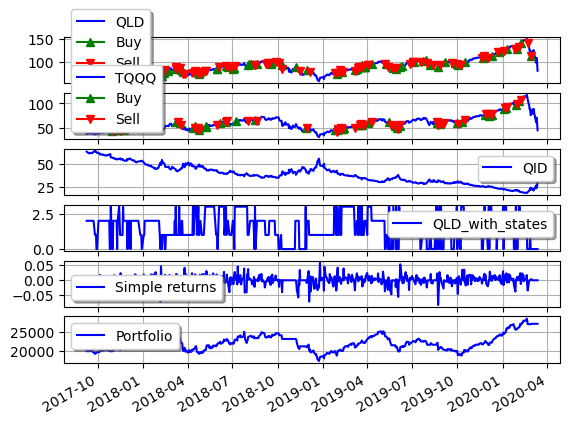 QLD
Buy
Sell
150
100
TQQQ
Buy
Sell
100
50
QID
50
25
QLD_with_states
2.5
0.0
Simple returns
0.05
0.00
−0.05
Portfolio
25000
20000
2017-10 2018-01 2018-04 2018-07 2018-10 2019-01 2019-04 2019-07 2019-10 2020-01 2020-04